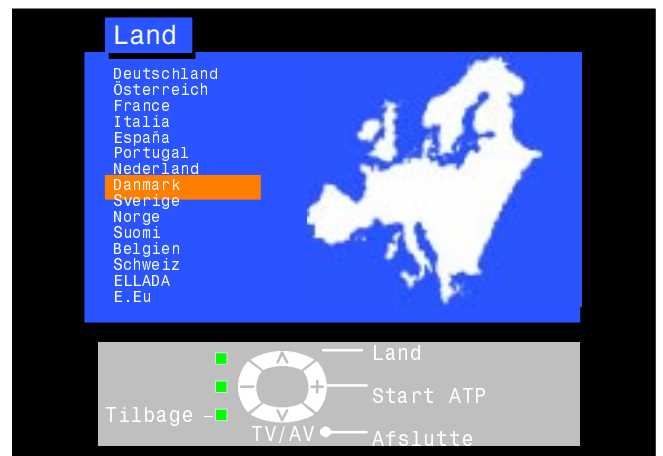 Land
Deutschland
Österreich
France
Italia
España
Portugal
Nederland
Danmark
Sverige
Norge
Suomi
Belgien
Schweiz
ELLADA
E.Eu
Land
Start ATP
Tilbage
TV/AV
Afslutte